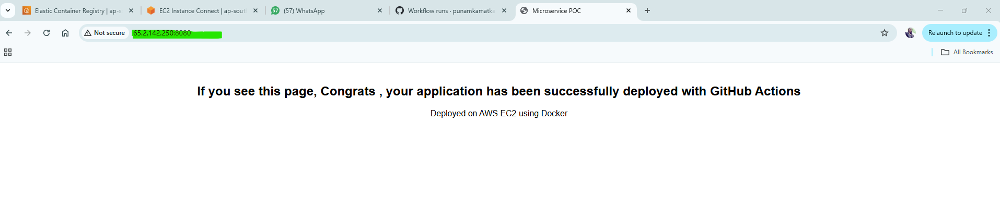 Elastic Container Registry | ap-s
EC2 Instance Connect | ap-sout
57 (57) WhatsApp
Workflow runs · punamkamatka
Microservice POC
Not secure 65.2.142.250:8080
Relaunch to update
All Bookmarks
If you see this page, Congrats , your application has been successfully deployed with GitHub Actions
Deployed on AWS EC2 using Docker